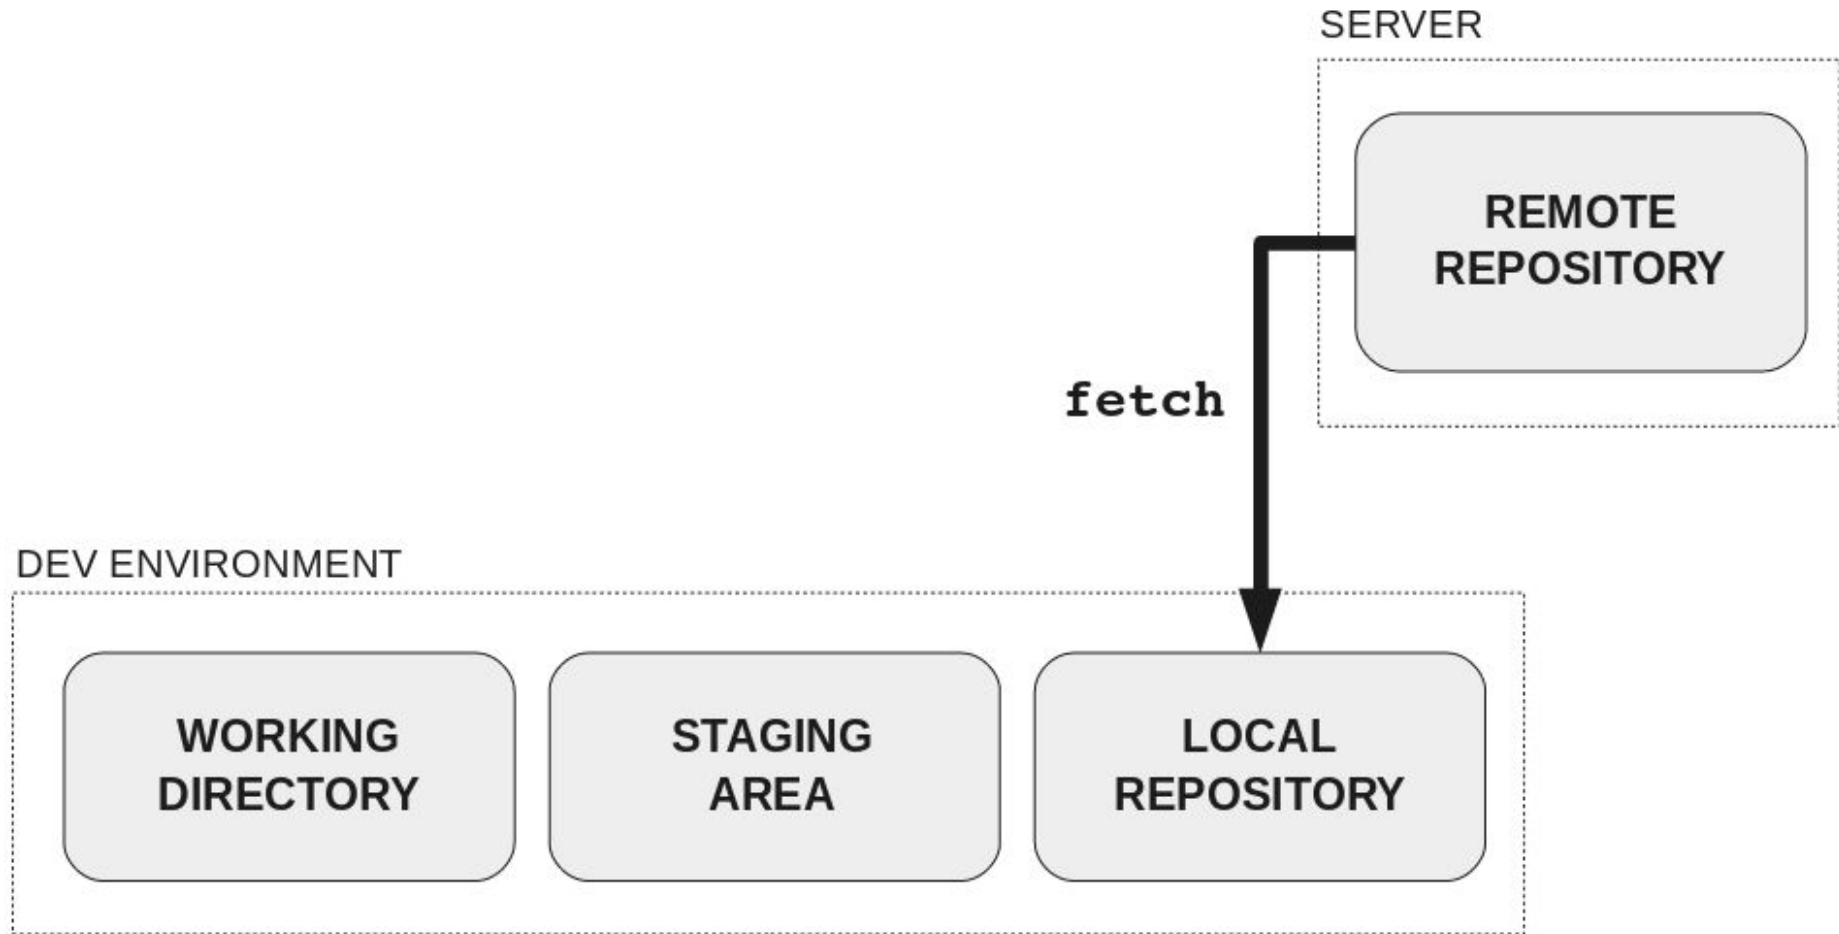 SERVER
REMOTE
REPOSITORY
fetch
DEV ENVIRONMENT
WORKING
DIRECTORY
STAGING
AREA
LOCAL
REPOSITORY